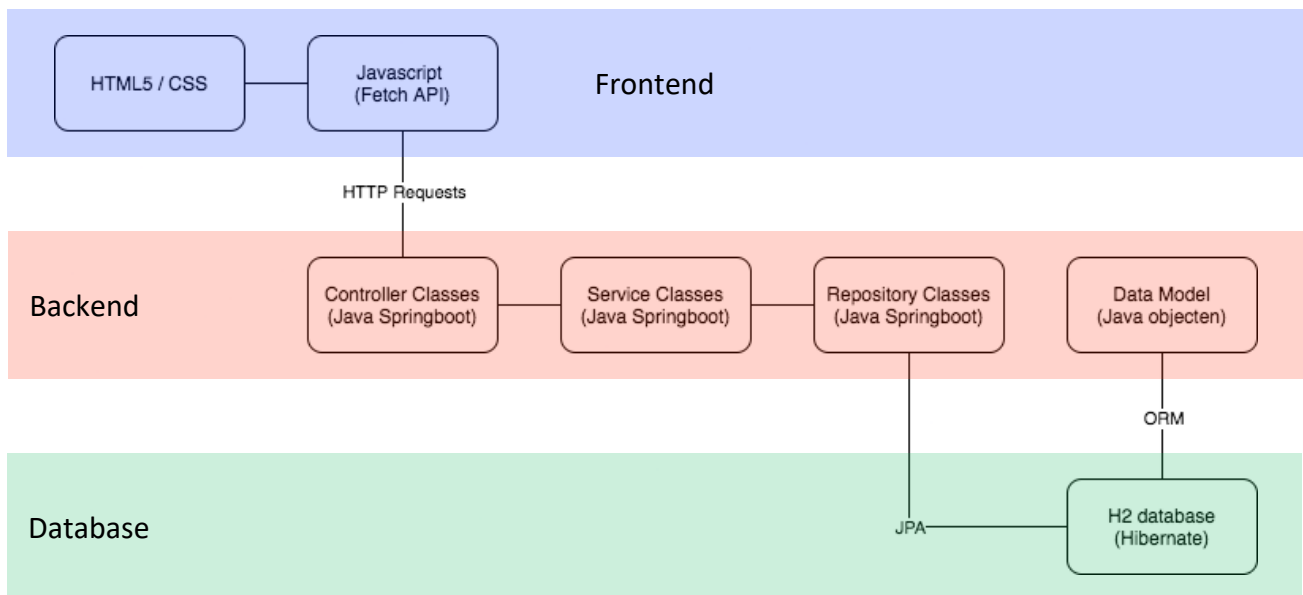 HTML5 / CSS
Javascript
(Fetch API)
Frontend
HTTP Requests
Backend
Controller Classes
(Java Springboot)
Service Classes
(Java Springboot)
Repository Classes
(Java Springboot)
Data Model
(Java objecten)
ORM
Database
JPA
H2 database
(Hibernate)